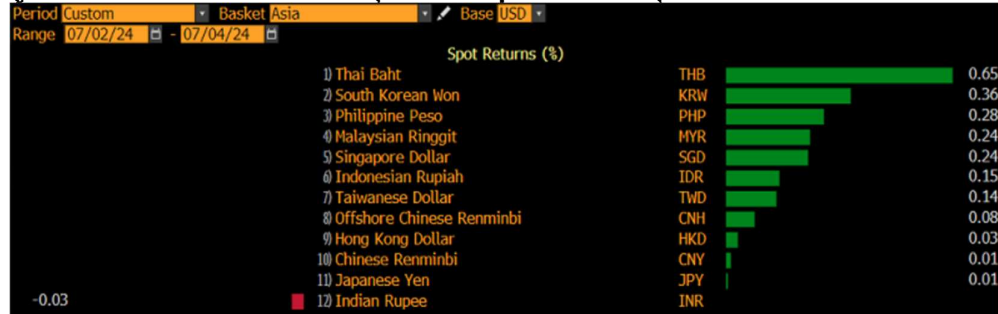 Period Custom Basket Asia Base USD
Range 07/02/24 - 07/04/24
Spot Returns (%)
1) Thai Baht THB 0.65
2) South Korean Won KRW 0.36
3) Philippine Peso PHP 0.28
4) Malaysian Ringgit MYR 0.24
5) Singapore Dollar SGD 0.24
6) Indonesian Rupiah IDR 0.15
7) Taiwanese Dollar TWD 0.14
8) Offshore Chinese Renminbi CNH 0.08
9) Hong Kong Dollar HKD 0.03
10) Chinese Renminbi CNY 0.01
11) Japanese Yen JPY 0.01
-0.03 12) Indian Rupee INR